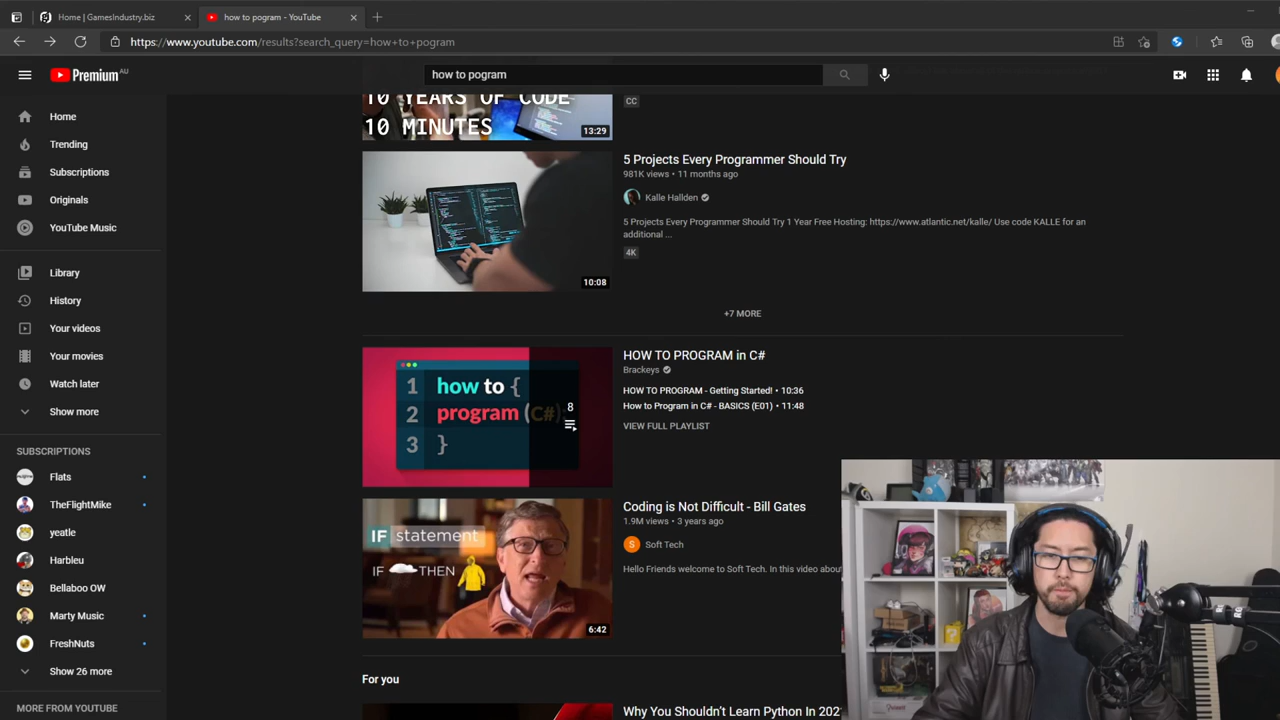 Home | GamesIndustry.biz
how to pogram - YouTube
https://www.youtube.com/results?search_query=how+to+pogram
Premium AU
how to pogram
Home
Trending
Subscriptions
Originals
YouTube Music
Library
History
Your videos
Your movies
Watch later
Show more
SUBSCRIPTIONS
Flats
TheFlightMike
yeatle
Harbleu
Bellaboo OW
Marty Music
FreshNuts
Show 26 more
MORE FROM YOUTUBE
10 YEARS OF CODE
10 MINUTES
13:29
CC
10:08
5 Projects Every Programmer Should Try
981K views • 11 months ago
Kalle Hallden
5 Projects Every Programmer Should Try 1 Year Free Hosting: https://www.atlantic.net/kalle/ Use code KALLE for an
additional ...
4K
+7 MORE
1 how to {
2 program (C#);
3 }
8
HOW TO PROGRAM in C#
Brackeys
HOW TO PROGRAM - Getting Started! • 10:36
How to Program in C# - BASICS (E01) • 11:48
VIEW FULL PLAYLIST
IF statement
IF THEN
6:42
Coding is Not Difficult - Bill Gates
1.9M views • 3 years ago
S Soft Tech
Hello Friends welcome to Soft Tech. In this video about
For you
Why You Shouldn't Learn Python In 202